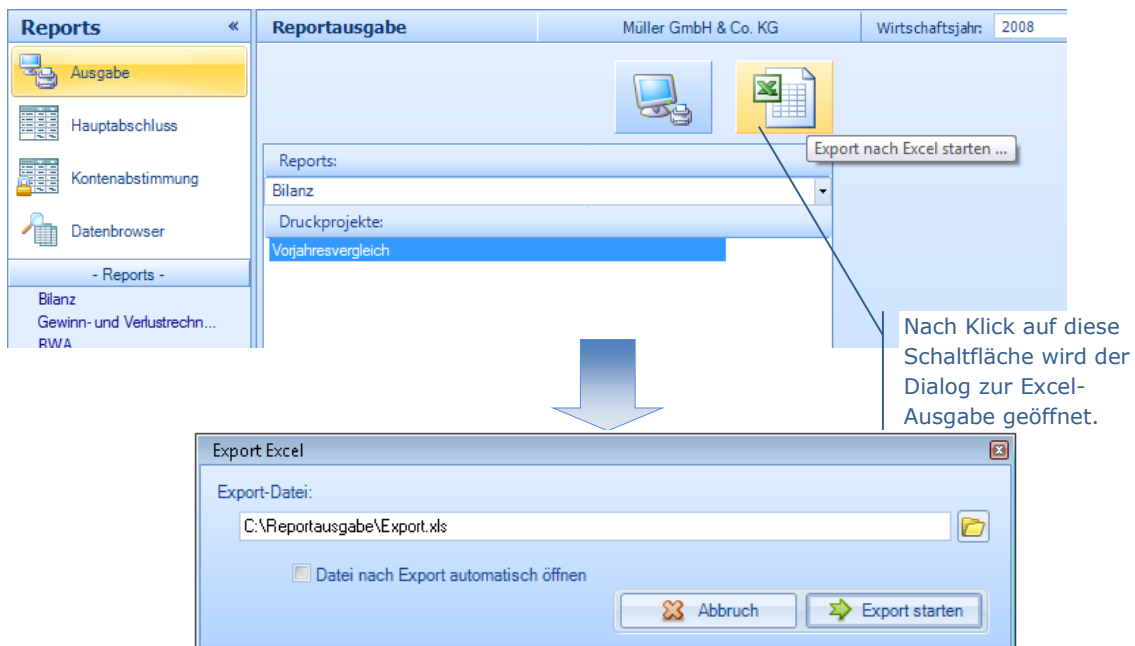 Reports «
Reportausgabe
Müller GmbH & Co. KG
Wirtschaftsjahr: 2008
Ausgabe
Hauptabschluss
Kontenabstimmung
Datenbrowser
- Reports -
Bilanz
Gewinn- und Verlustrechn...
BWA
Export nach Excel starten ...
Reports:
Bilanz
Druckprojekte:
Vorjahresvergleich
Nach Klick auf diese
Schaltfläche wird der
Dialog zur Excel-
Ausgabe geöffnet.
Export Excel
Export-Datei:
C:\Reportausgabe\Export.xls
Datei nach Export automatisch öffnen
Abbruch
Export starten